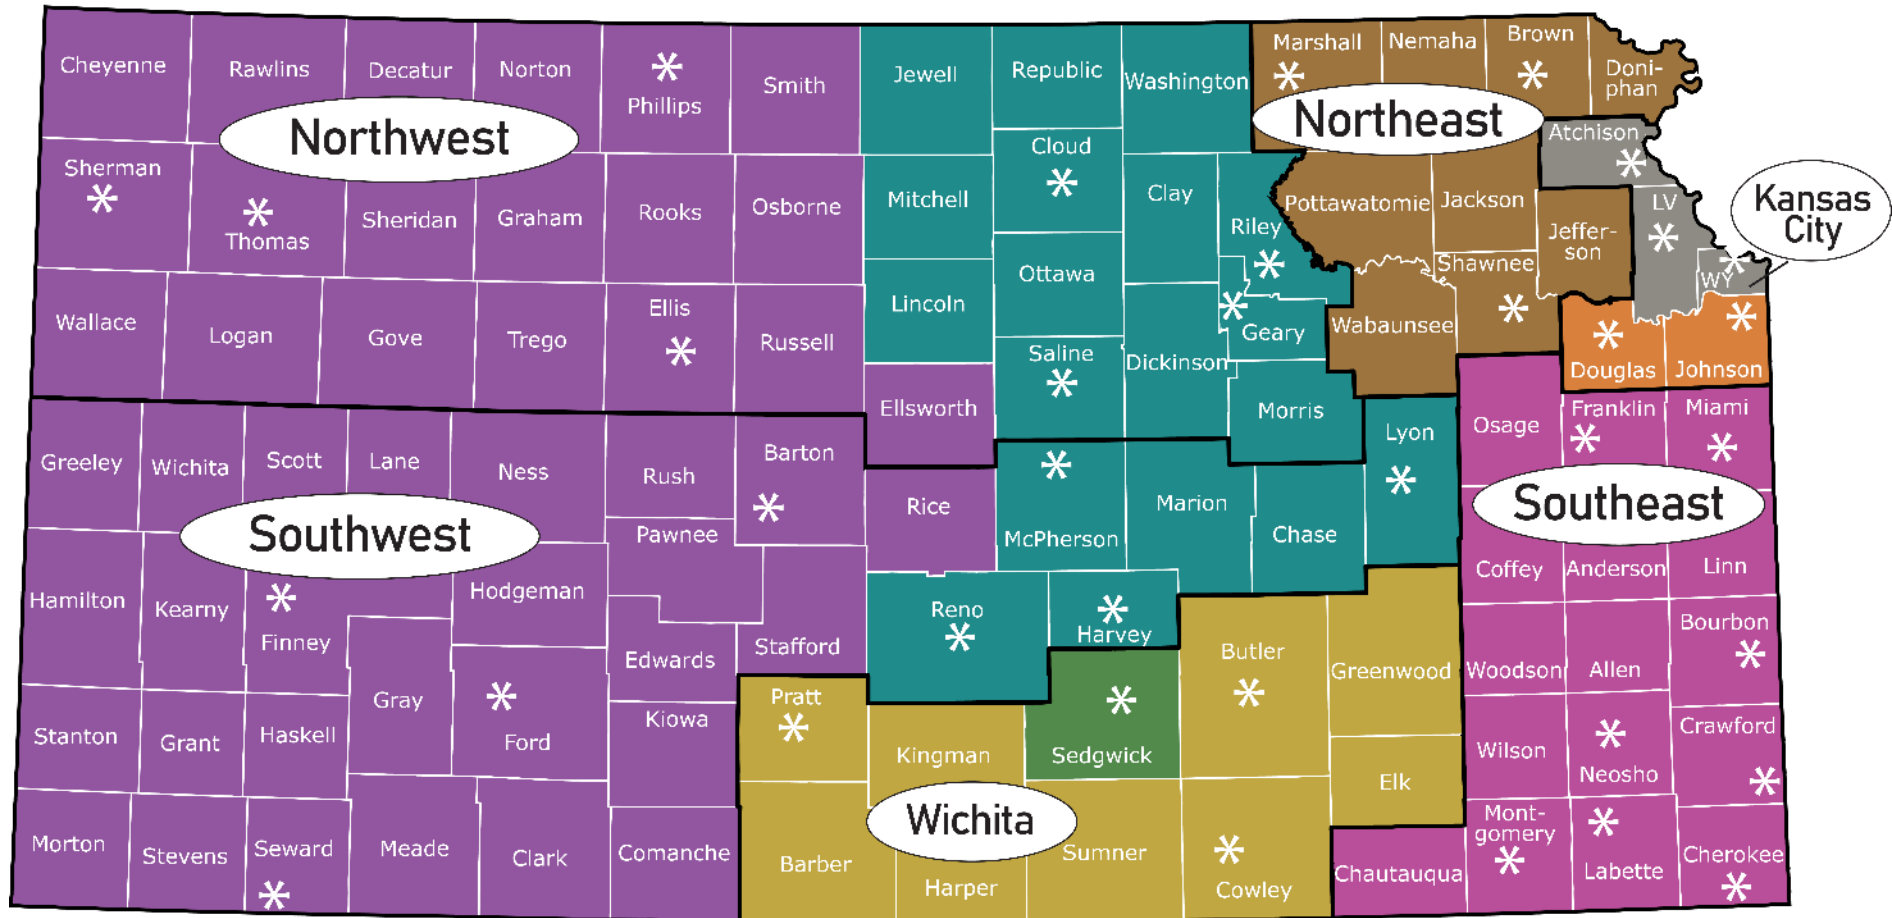 Cheyenne
Rawlins
Decatur
Norton
*
Phillips
Smith
Jewell
Republic
Washington
Marshall
*
Nemaha
Brown
*
Doni-
phan
Northwest
Northeast
Atchison
*
Sherman
*
*
Thomas
Sheridan
Graham
Rooks
Osborne
Mitchell
Cloud
*
Clay
Riley
*
Pottawatomie
Jackson
Jeffer-
son
LV
*
Kansas
City
*
WY
Wallace
Logan
Gove
Trego
Ellis
*
Russell
Lincoln
Ottawa
Saline
*
Dickinson
*
Geary
Wabaunsee
Shawnee
*
*
Douglas
*
Johnson
Ellsworth
Morris
Lyon
*
Osage
Franklin
*
Miami
*
Greeley
Wichita
Scott
Lane
Ness
Rush
Barton
*
Rice
*
McPherson
Marion
Chase
Southwest
Southeast
Pawnee
Hamilton
Kearny
*
Finney
Hodgeman
Edwards
Stafford
Reno
*
*
Harvey
Butler
*
Greenwood
Coffey
Anderson
Linn
Woodson
Allen
Bourbon
*
Stanton
Grant
Haskell
Gray
*
Ford
Kiowa
Pratt
*
Kingman
*
Sedgwick
Elk
Wilson
*
Neosho
Crawford
*
Morton
Stevens
Seward
*
Meade
Clark
Comanche
Barber
Wichita
Harper
Sumner
*
Cowley
Chautauqua
Mont-
gomery
*
*
Labette
Cherokee
*